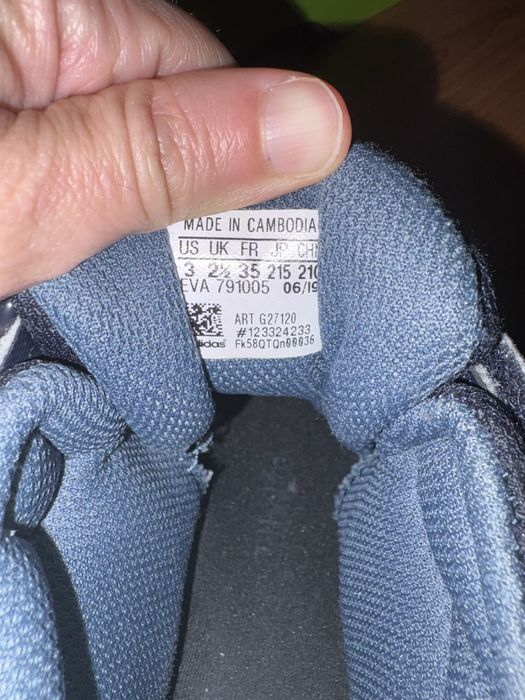 MADE IN CAMBODIA
US UK FR JP CH
3 2½ 35 215 210
EVA 791005 06/19
ART G27120
#123324233
adidas Fk58QTQn00036